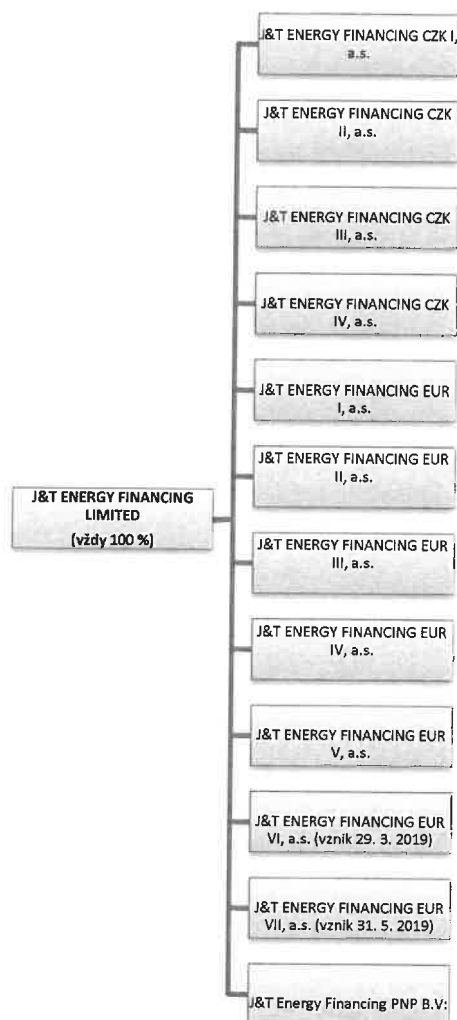 J&T ENERGY FINANCING CZK I,
a.s.
J&T ENERGY FINANCING CZK
II, a.s.
J&T ENERGY FINANCING CZK
III, a.s.
J&T ENERGY FINANCING CZK
IV, a.s.
J&T ENERGY FINANCING EUR
I, a.s.
J&T ENERGY FINANCING EUR
II, a.s.
J&T ENERGY FINANCING
LIMITED
(vždy 100 %)
J&T ENERGY FINANCING EUR
III, a.s.
J&T ENERGY FINANCING EUR
IV, a.s.
J&T ENERGY FINANCING EUR
V, a.s.
J&T ENERGY FINANCING EUR
VI, a.s. (vznik 29. 3. 2019)
J&T ENERGY FINANCING EUR
VII, a.s. (vznik 31. 5. 2019)
J&T Energy Financing PNP B.V: